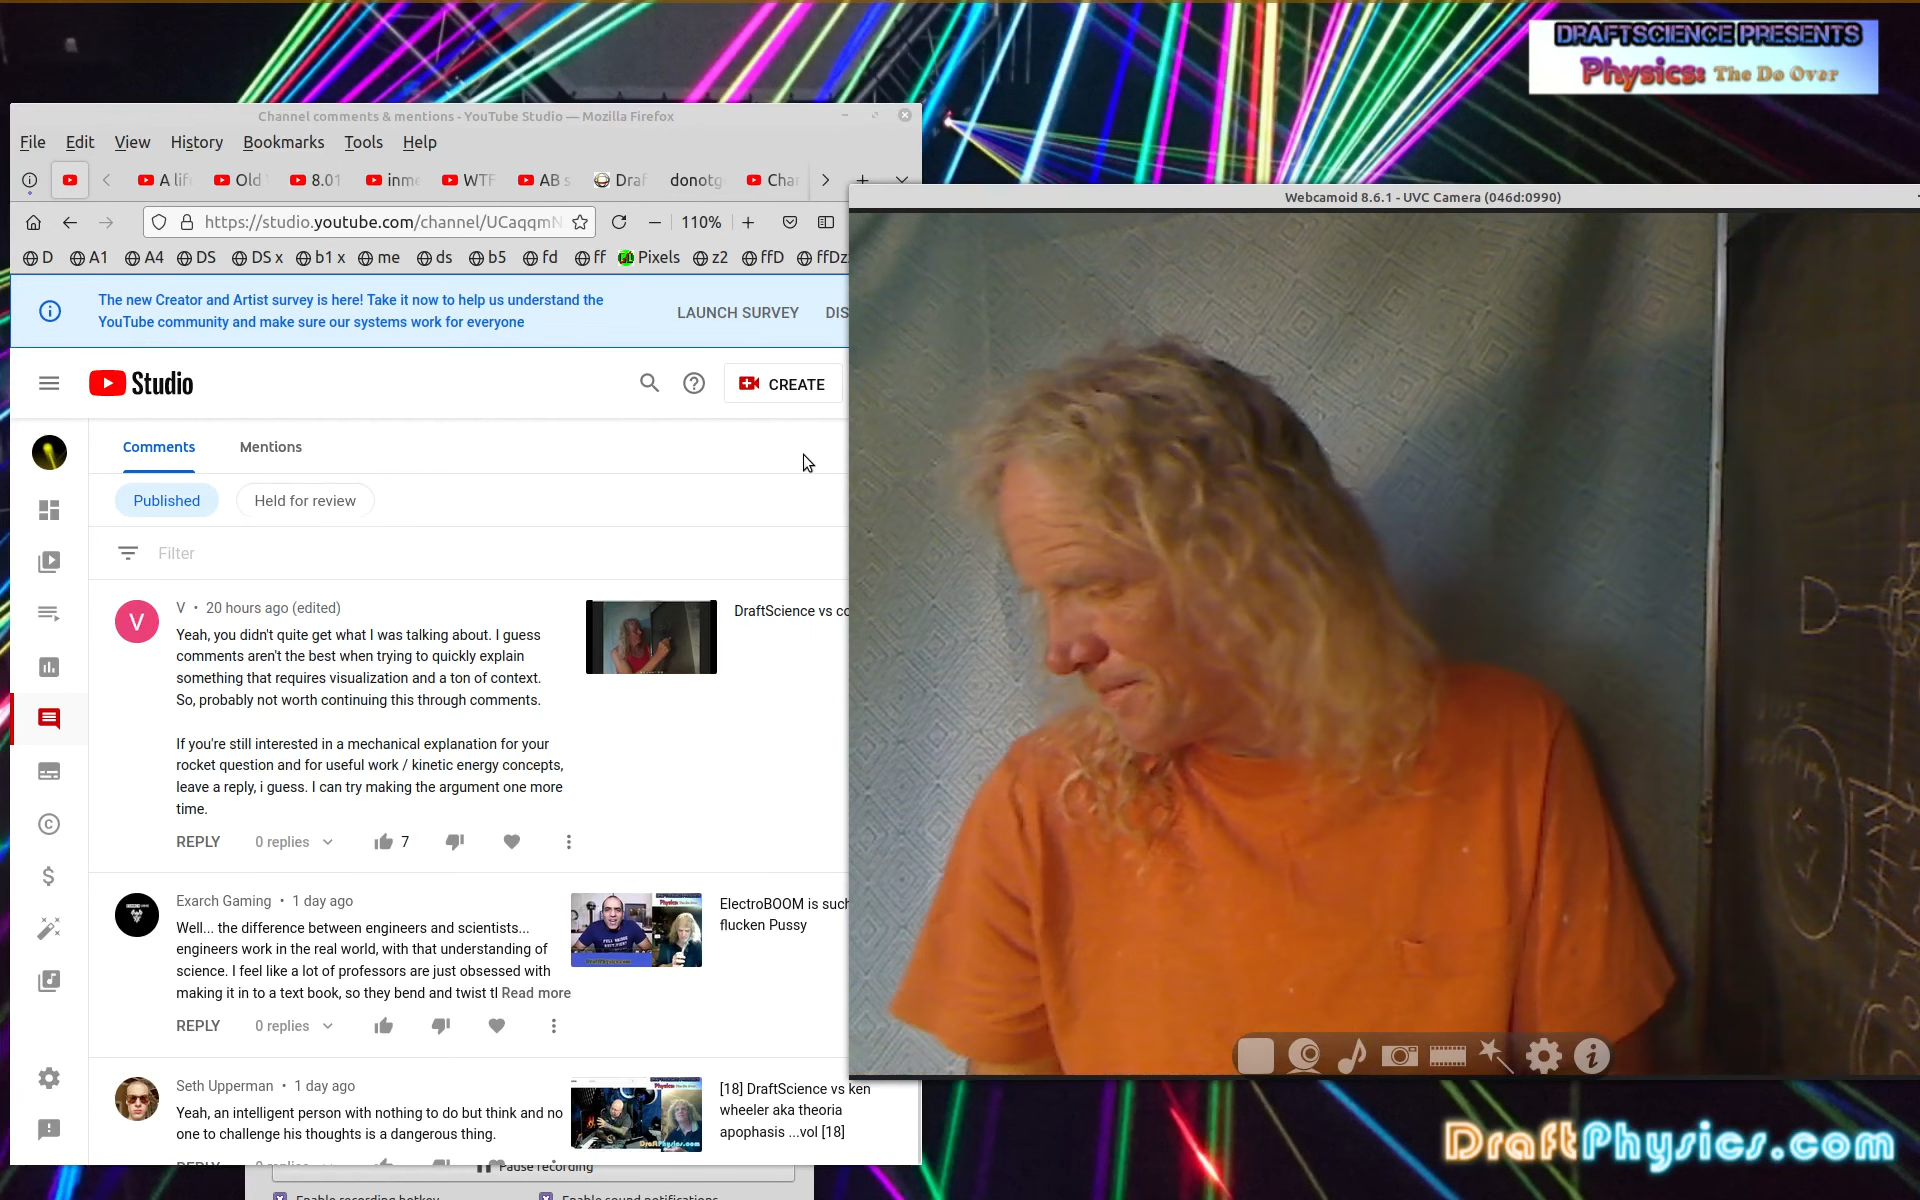 DRAFTSCIENCE PRESENTS
Physics: The Do Over
Channel comments & mentions - YouTube Studio — Mozilla Firefox
File Edit View History Bookmarks Tools Help
A lif Old 8.01 inme WTF AB s Draf donotg Char
https://studio.youtube.com/channel/UCaqqmN 110%
D A1 A4 DS DS x b1 x me ds b5 fd ff Pixels z2 ffD ffDz
Webcamoid 8.6.1 - UVC Camera (046d:0990)
The new Creator and Artist survey is here! Take it now to help us understand the
YouTube community and make sure our systems work for everyone
LAUNCH SURVEY DIS
Studio
CREATE
Comments Mentions
Published Held for review
Filter
V • 20 hours ago (edited)
Yeah, you didn't quite get what I was talking about. I guess
comments aren't the best when trying to quickly explain
something that requires visualization and a ton of context.
So, probably not worth continuing this through comments.
If you're still interested in a mechanical explanation for your
rocket question and for useful work / kinetic energy concepts,
leave a reply, i guess. I can try making the argument one more
time.
REPLY 0 replies 7
DraftScience vs co
Exarch Gaming • 1 day ago
Well... the difference between engineers and scientists...
engineers work in the real world, with that understanding of
science. I feel like a lot of professors are just obsessed with
making it in to a text book, so they bend and twist tl Read more
REPLY 0 replies
ElectroBOOM is such
flucken Pussy
Seth Upperman • 1 day ago
Yeah, an intelligent person with nothing to do but think and no
one to challenge his thoughts is a dangerous thing.
REPLY 0 replies
[18] DraftScience vs ken
wheeler aka theoria
apophasis ...vol [18]
Pause recording
Enable recording hotkey Enable sound notifications
DraftPhysics.com